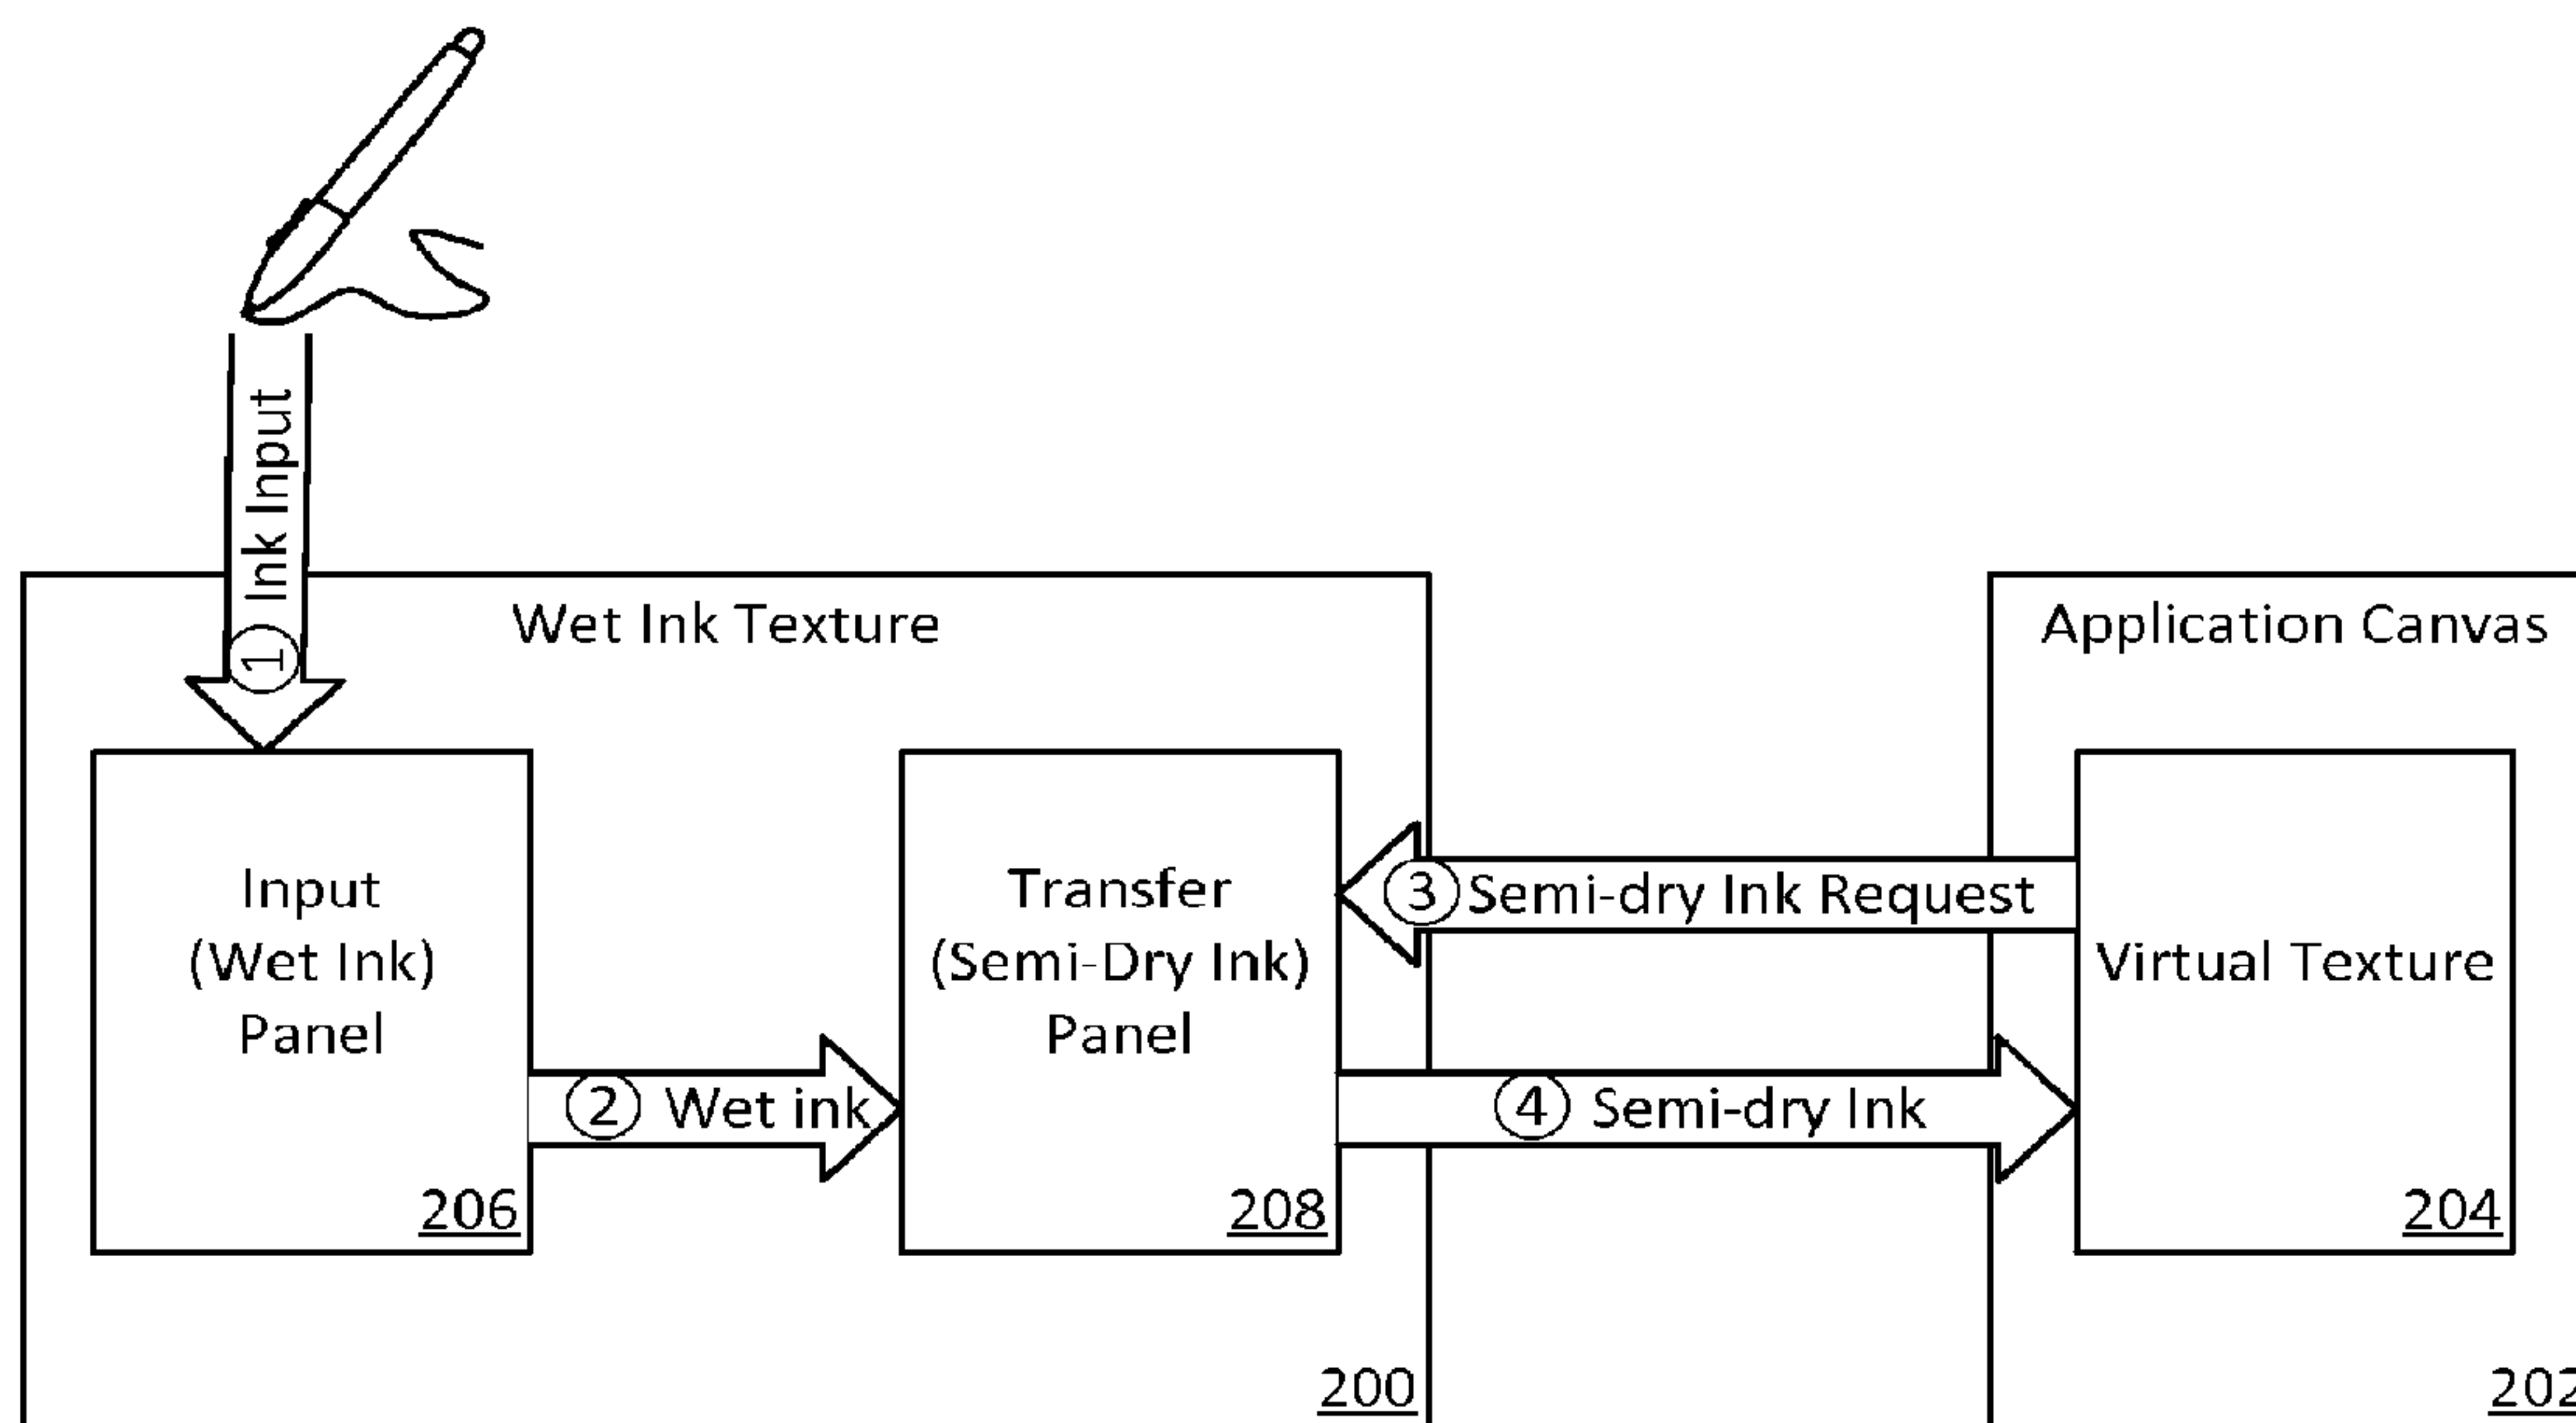 ① Ink Input
Wet Ink Texture
Application Canvas
Input
(Wet Ink)
Panel
206
② Wet ink
Transfer
(Semi-Dry Ink)
Panel
208
③ Semi-dry Ink Request
④ Semi-dry Ink
Virtual Texture
204
200
202